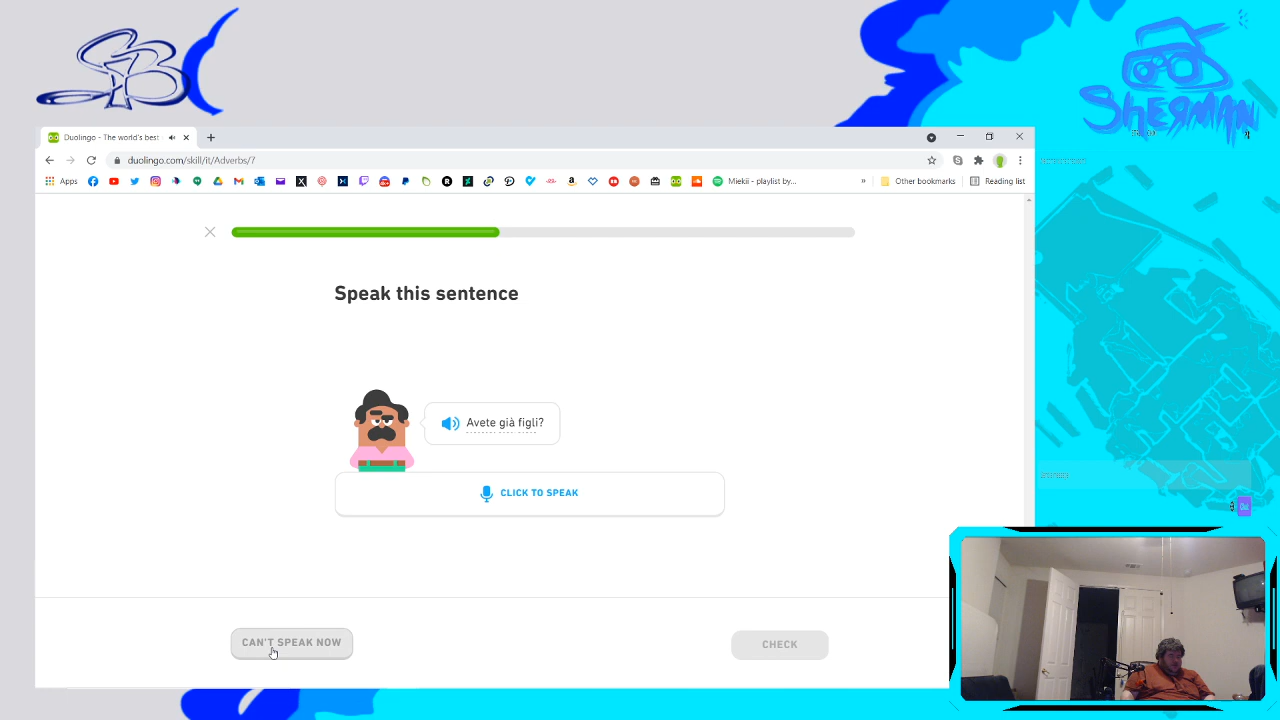 SHERMAN
Duolingo - The world's best
duolingo.com/skill/it/Adverbs/7
Apps
Miekii - playlist by...
»
Other bookmarks
Reading list
Speak this sentence
Avete già figli?
CLICK TO SPEAK
CAN'T SPEAK NOW
CHECK